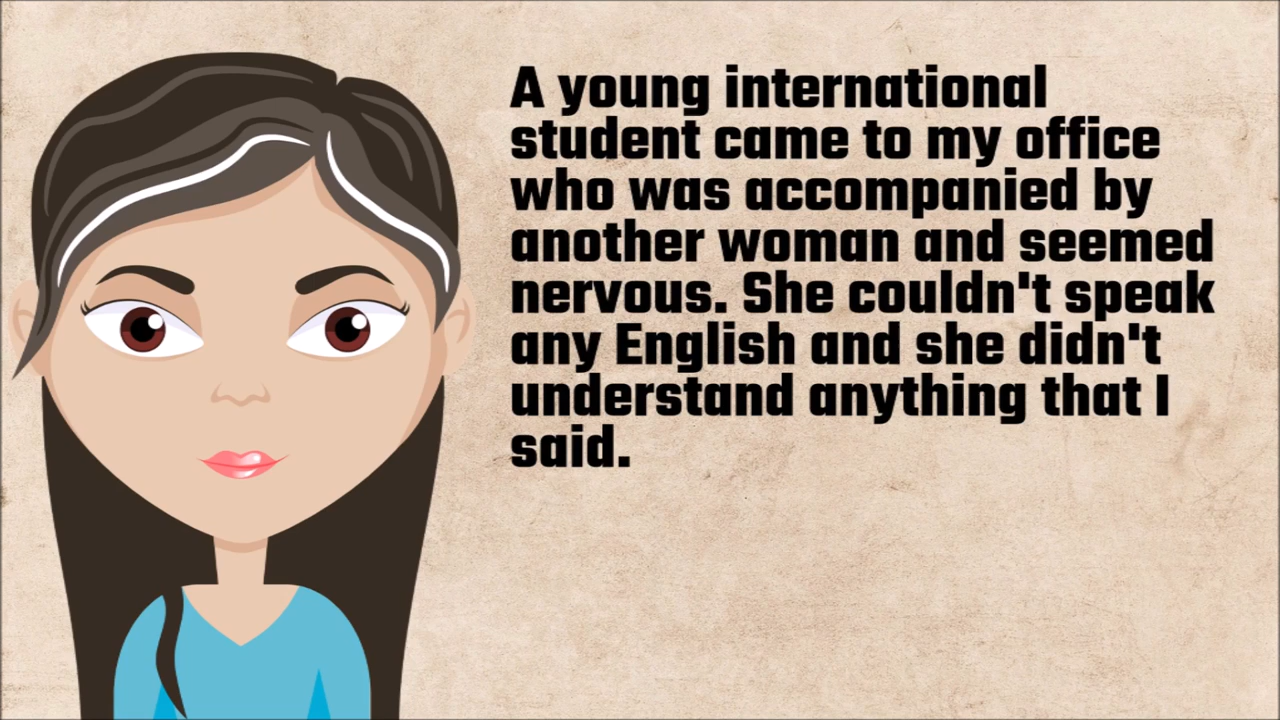 A young international
student came to my office
who was accompanied by
another woman and seemed
nervous. She couldn't speak
any English and she didn't
understand anything that I
said.